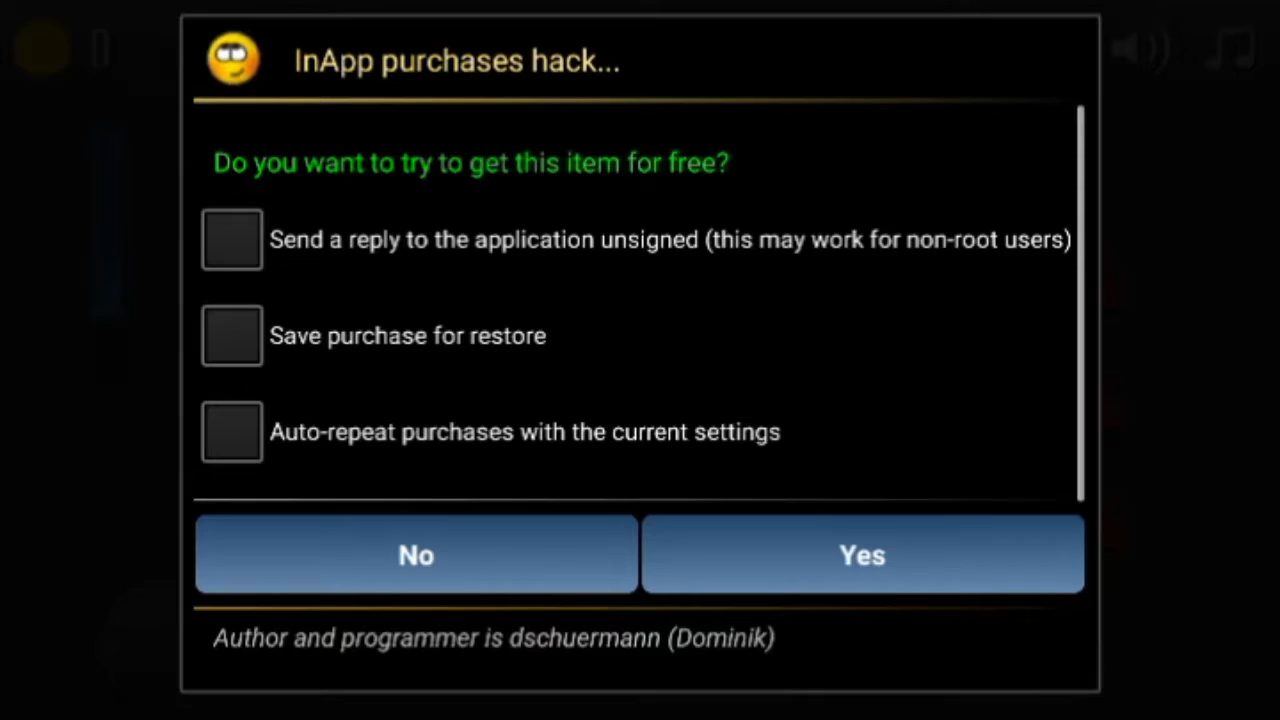 InApp purchases hack...
Do you want to try to get this item for free?
Send a reply to the application unsigned (this may work for non-root users)
Save purchase for restore
Auto-repeat purchases with the current settings
No
Yes
Author and programmer is dschuermann (Dominik)